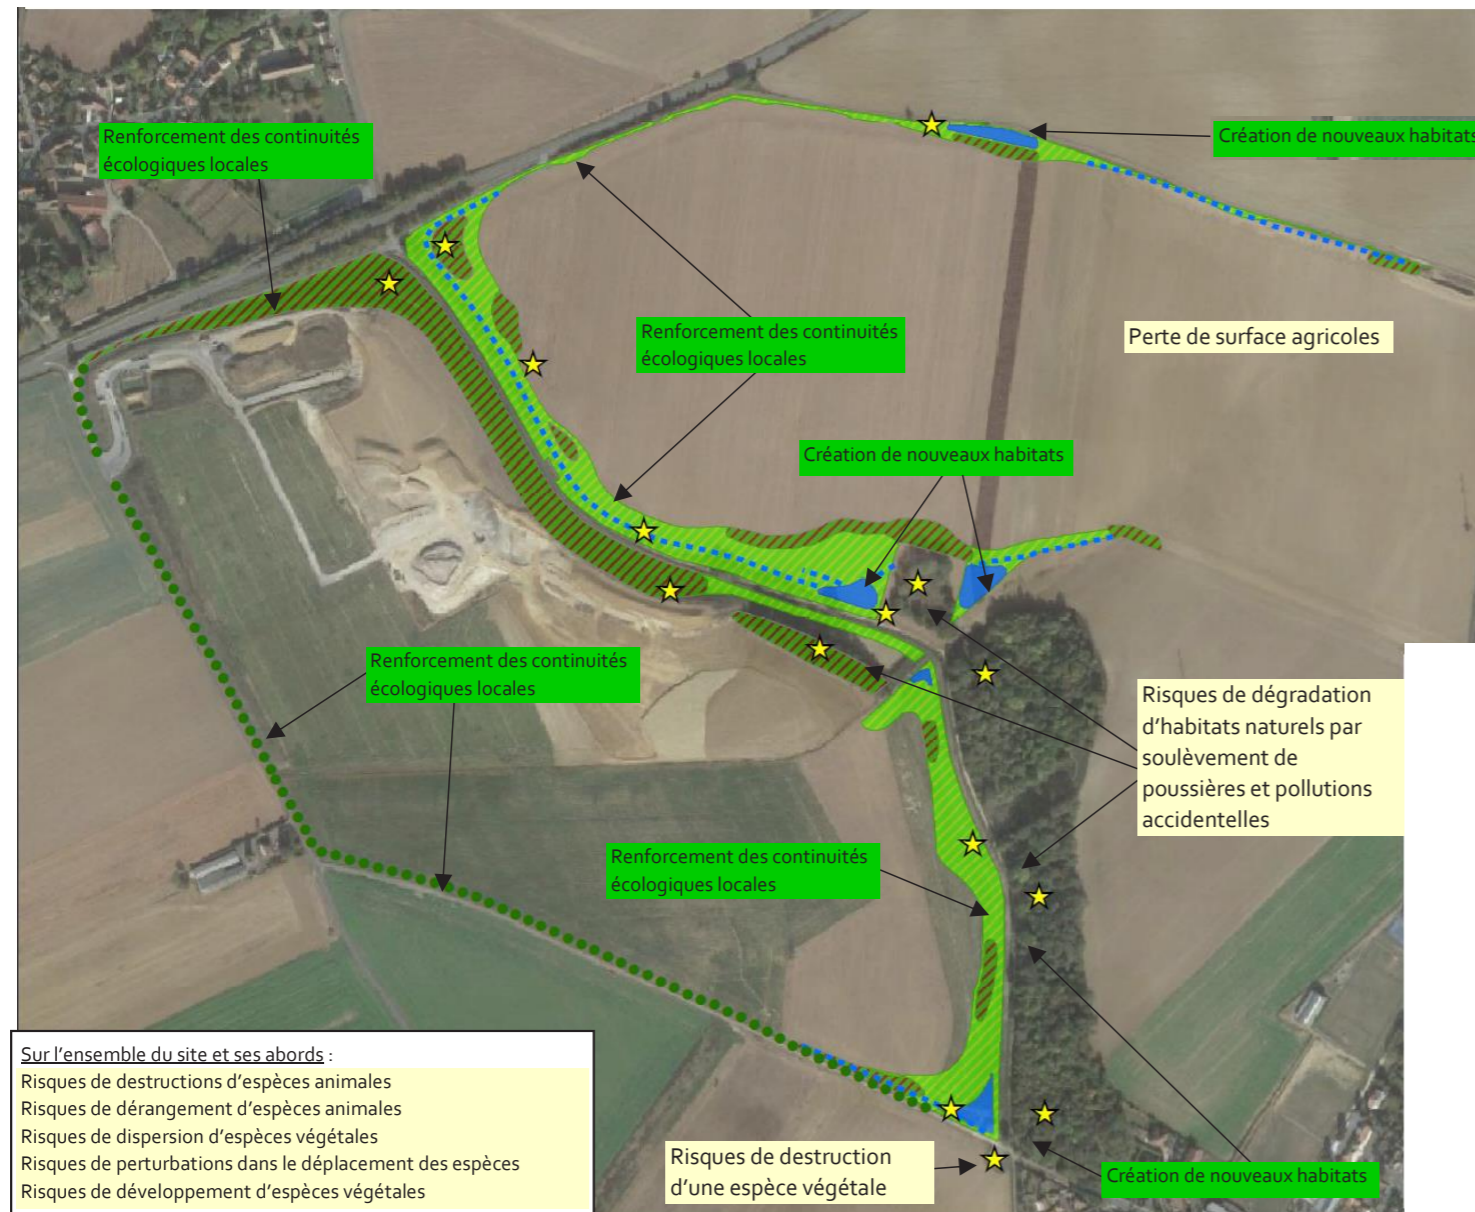 Renforcement des continuités
écologiques locales
Création de nouveaux habitats
Renforcement des continuités
écologiques locales
Perte de surface agricoles
Création de nouveaux habitats
Renforcement des continuités
écologiques locales
Risques de dégradation
d'habitats naturels par
soulèvement de
poussières et pollutions
accidentelles
Renforcement des continuités
écologiques locales
Sur l'ensemble du site et ses abords :
Risques de destructions d'espèces animales
Risques de dérangement d'espèces animales
Risques de dispersion d'espèces végétales
Risques de perturbations dans le déplacement des espèces
Risques de développement d'espèces végétales
Risques de destruction
d'une espèce végétale
Création de nouveaux habitats